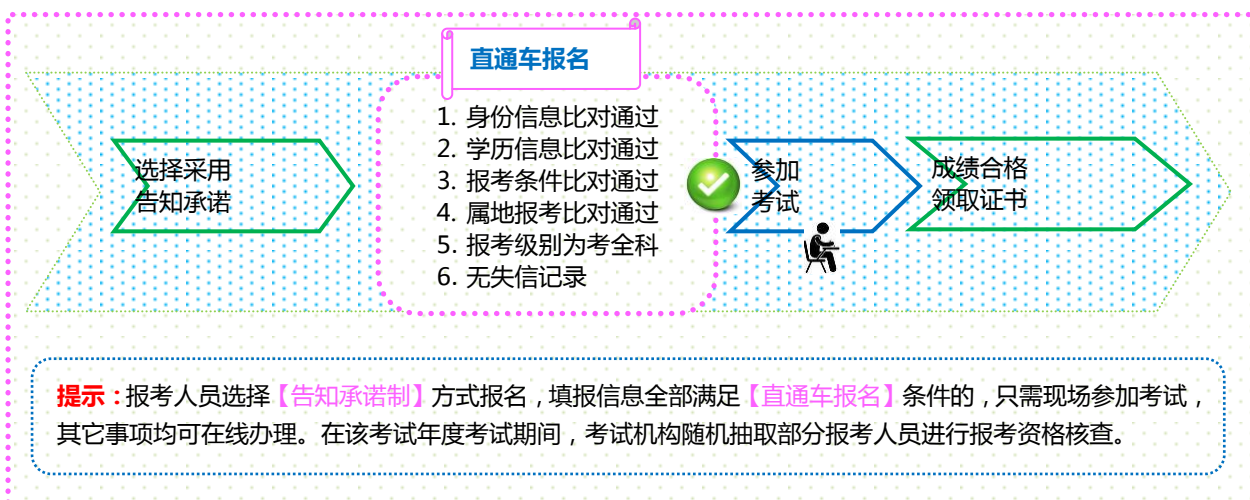 直通车报名
选择采用
告知承诺
1. 身份信息比对通过
2. 学历信息比对通过
3. 报考条件比对通过
4. 属地报考比对通过
5. 报考级别为考全科
6. 无失信记录
参加
考试
成绩合格
领取证书
提示：报考人员选择【告知承诺制】方式报名，填报信息全部满足【直通车报名】条件的，只需现场参加考试，
其它事项均可在线办理。在该考试年度考试期间，考试机构随机抽取部分报考人员进行报考资格核查。